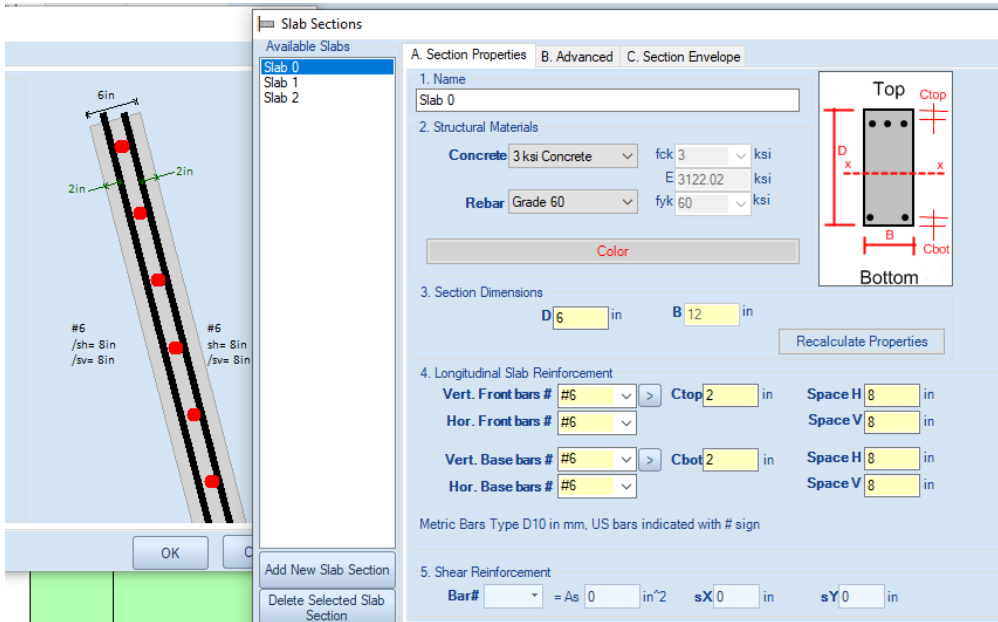 Slab Sections
Available Slabs
Slab 0
Slab 1
Slab 2
A. Section Properties B. Advanced C. Section Envelope
1. Name
Slab 0
2. Structural Materials
Concrete 3 ksi Concrete fck 3 ksi
E 3122.02 ksi
Rebar Grade 60 fyk 60 ksi
Color
Top
Ctop
D
x x
B
Cbot
Bottom
3. Section Dimensions
D 6 in B 12 in
Recalculate Properties
4. Longitudinal Slab Reinforcement
Vert. Front bars # #6 > Ctop 2 in Space H 8 in
Hor. Front bars # #6 Space V 8 in
Vert. Base bars # #6 > Cbot 2 in Space H 8 in
Hor. Base bars # #6 Space V 8 in
Metric Bars Type D10 in mm, US bars indicated with # sign
5. Shear Reinforcement
Bar# = As 0 in^2 sX 0 in sY 0 in
Add New Slab Section
Delete Selected Slab
Section
6in
2in
2in
#6
/sh= 8in
/sv= 8in
#6
sh= 8in
/sv= 8in
OK